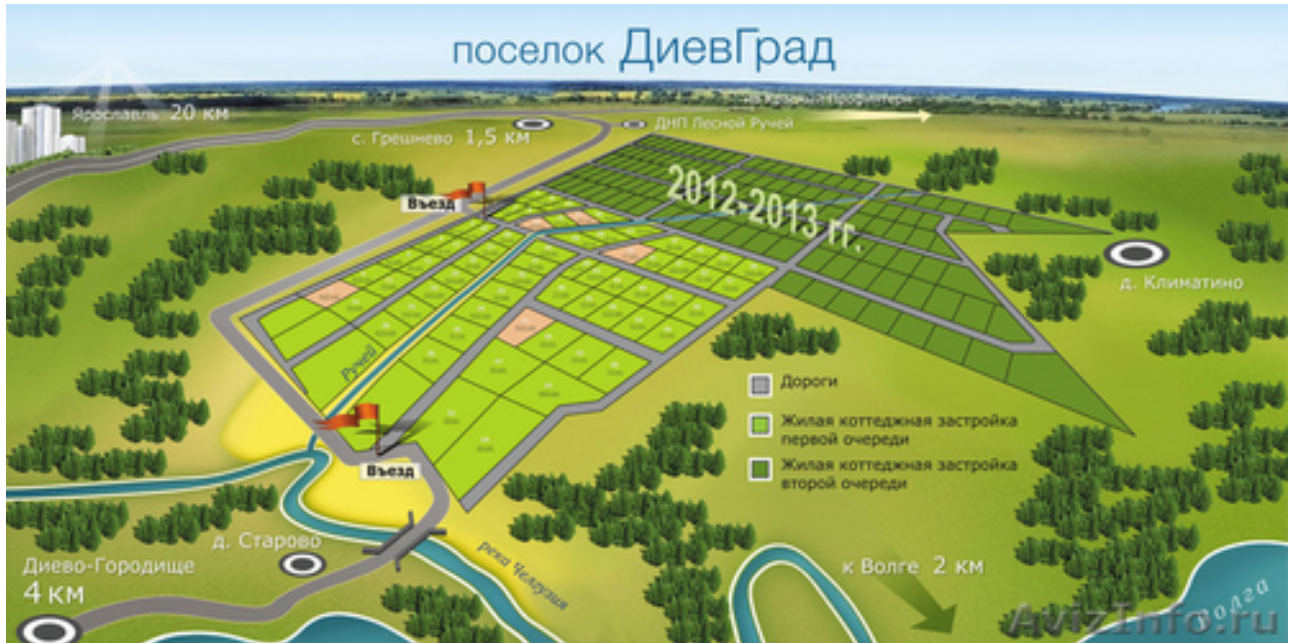 поселок ДиевГрад
Ярославль 20 км
с. Грешнево 1,5 км
ДНП Лесной Ручей
2012-2013 гг.
Въезд
д. Климатино
Ручей
Дороги
Жилая коттеджная застройка
первой очереди
Въезд
Жилая коттеджная застройка
второй очереди
д. Старово
река Челгузия
Диево-Городище
4 км
к Волге 2 км
Волга
AvizInfo.ru